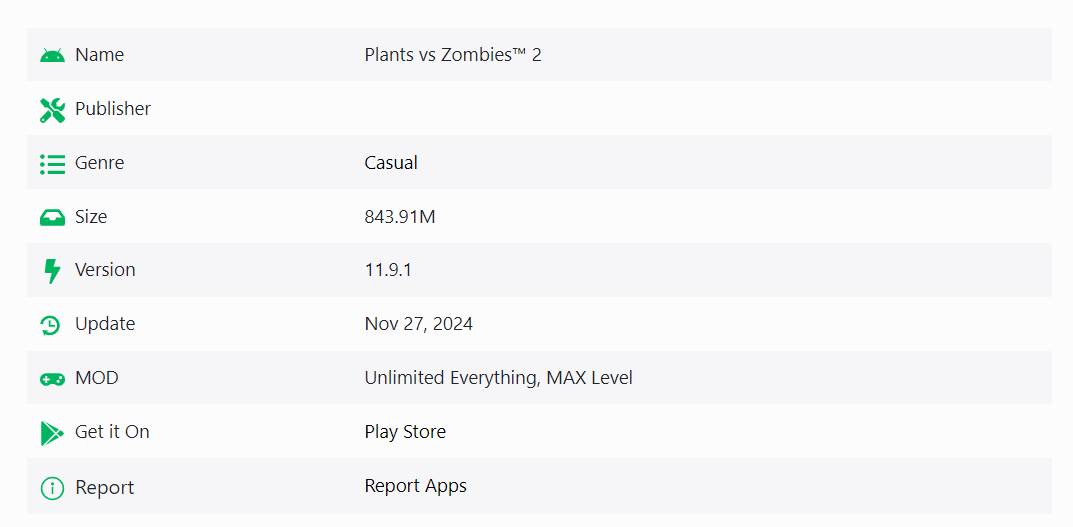 Name Plants vs Zombies™ 2
Publisher
Genre Casual
Size 843.91M
Version 11.9.1
Update Nov 27, 2024
MOD Unlimited Everything, MAX Level
Get it On Play Store
Report Report Apps